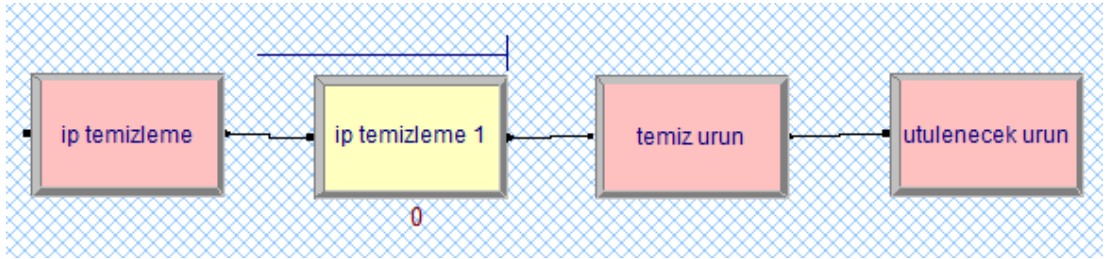 ip temizleme
ip temizleme 1
temiz urun
utulenecek urun
0